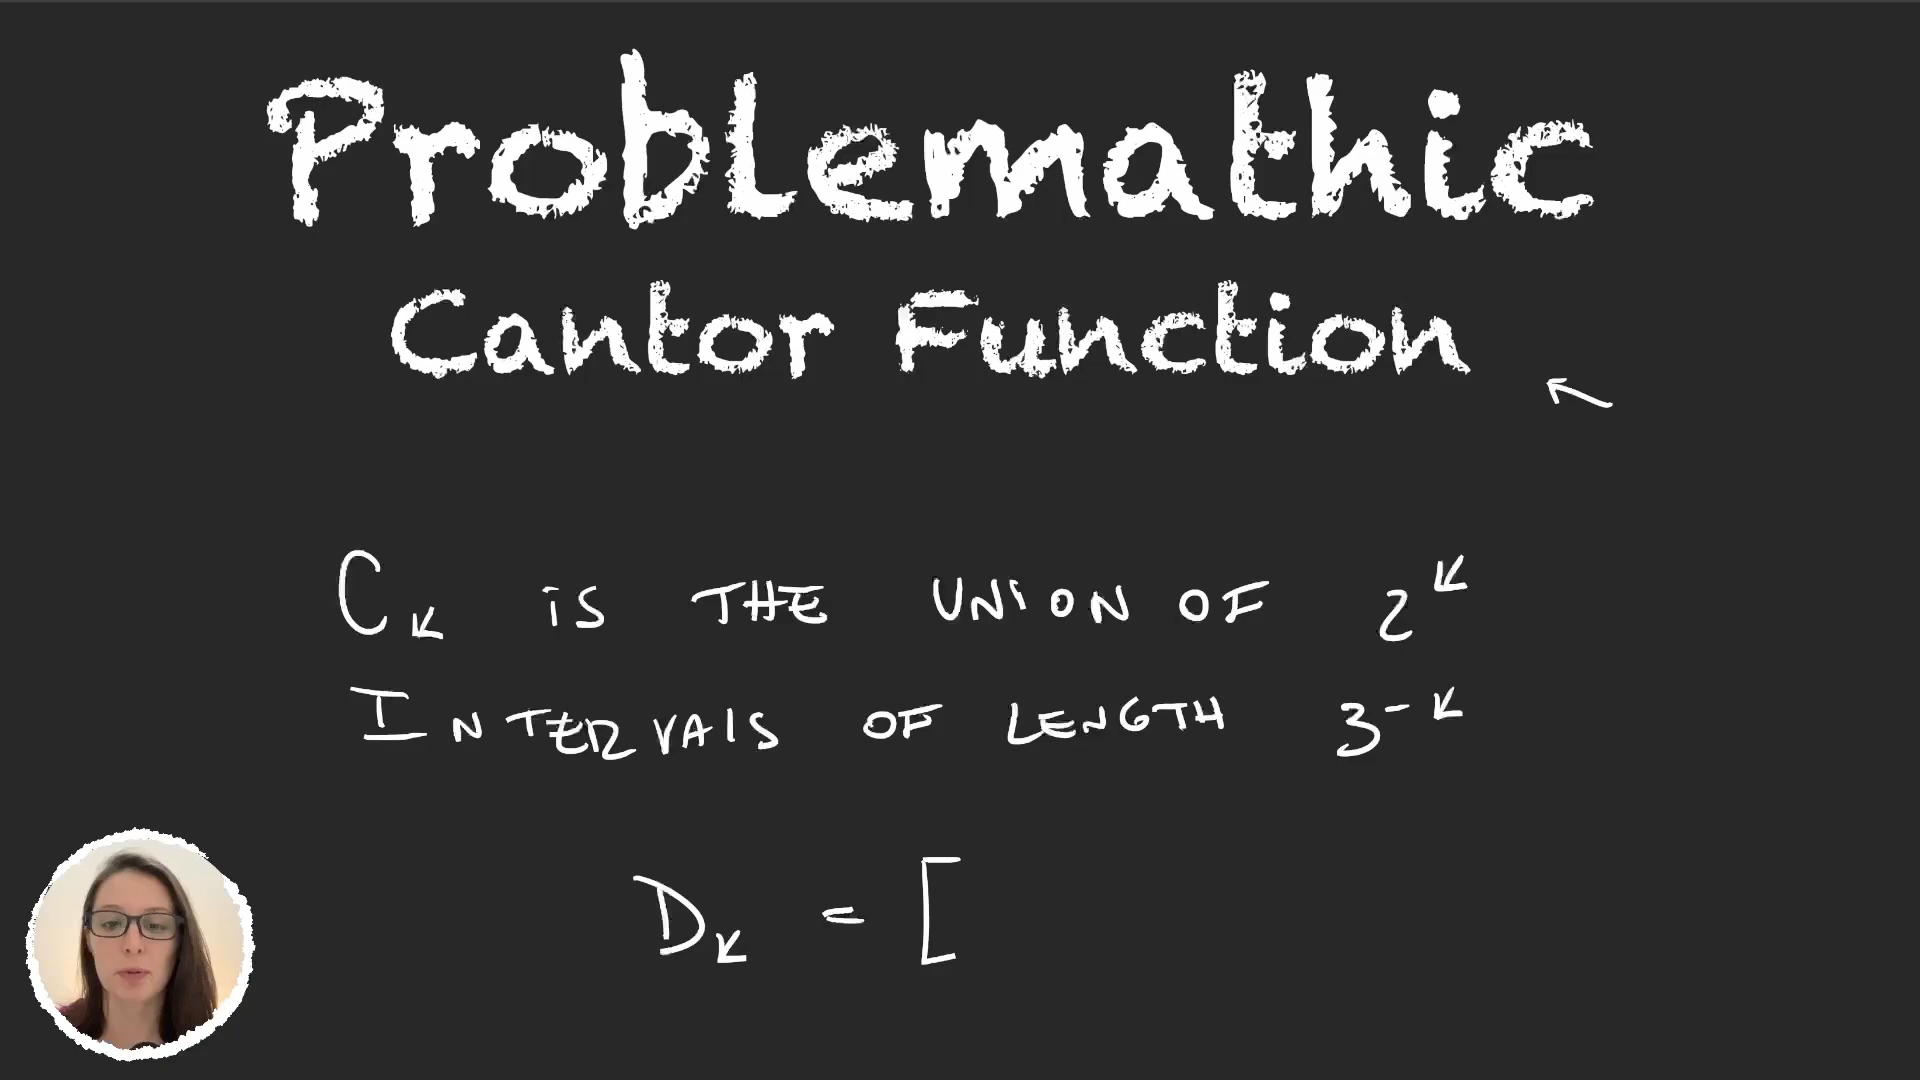 Problemathic
Cantor Function
C_K is THE UNION OF 2^K
INTERVALS OF LENGTH 3^-K
D_K = [